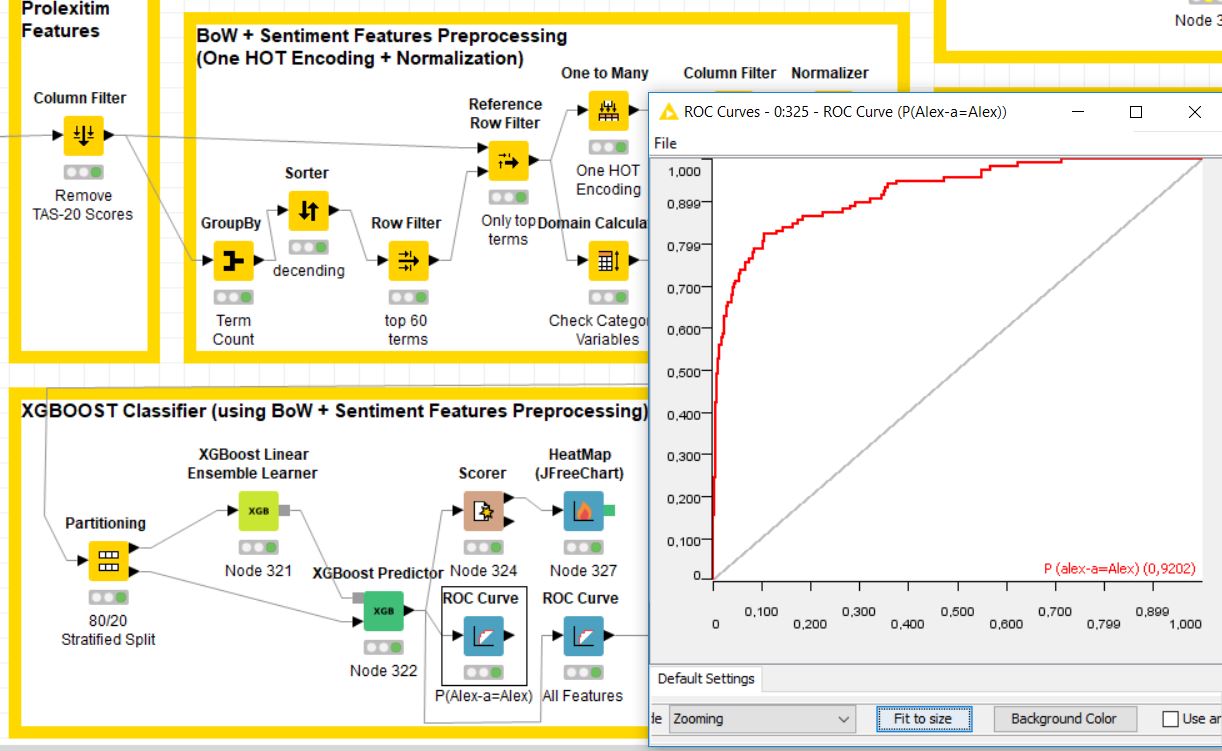 Prolexitim
Features
Column Filter
Remove
TAS-20 Scores
BoW + Sentiment Features Preprocessing
(One HOT Encoding + Normalization)
One to Many
Column Filter
Normalizer
Reference
Row Filter
One HOT
Encoding
Sorter
decending
GroupBy
Term
Count
Row Filter
top 60
terms
Only top
terms
Domain Calcula
Check Catego
Variables
Node 3
XGBOOST Classifier (using BoW + Sentiment Features Preprocessing)
XGBoost Linear
Ensemble Learner
XGB
Node 321
Partitioning
80/20
Stratified Split
XGBoost Predictor
XGB
Node 322
Scorer
Node 324
HeatMap
(JFreeChart)
Node 327
ROC Curve
P(Alex-a=Alex)
ROC Curve
All Features
ROC Curves - 0:325 - ROC Curve (P(Alex-a=Alex))
File
1,000
0,899
0,799
0,700
0,600
0,500
0,400
0,300
0,200
0,100
0
P (alex-a=Alex) (0,9202)
0,100 0,300 0,500 0,700 0,899
0 0,200 0,400 0,600 0,799 1,000
Default Settings
de Zooming Fit to size Background Color Use an